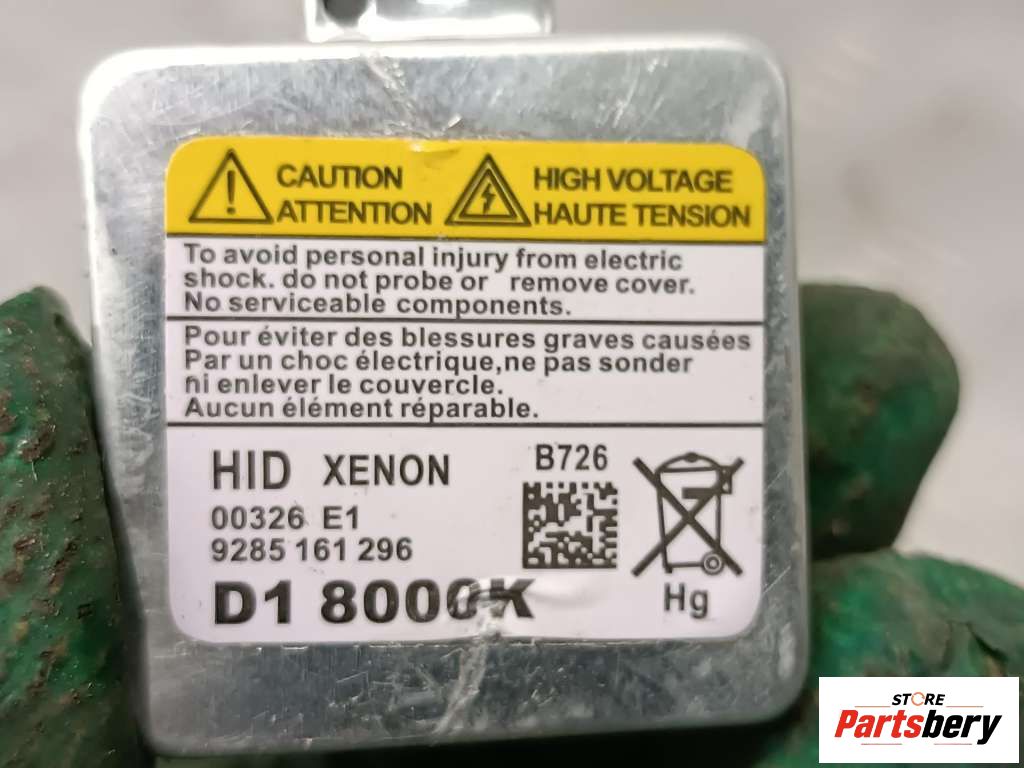 CAUTION
ATTENTION
HIGH VOLTAGE
HAUTE TENSION
To avoid personal injury from electric
shock. do not probe or remove cover.
No serviceable components.
Pour éviter des blessures graves causées
Par un choc électrique,ne pas sonder
ni enlever le couvercle.
Aucun élément réparable.
HID XENON
00326 E1
9285 161 296
D1 8000K
B726
Hg
STORE
Partsbery